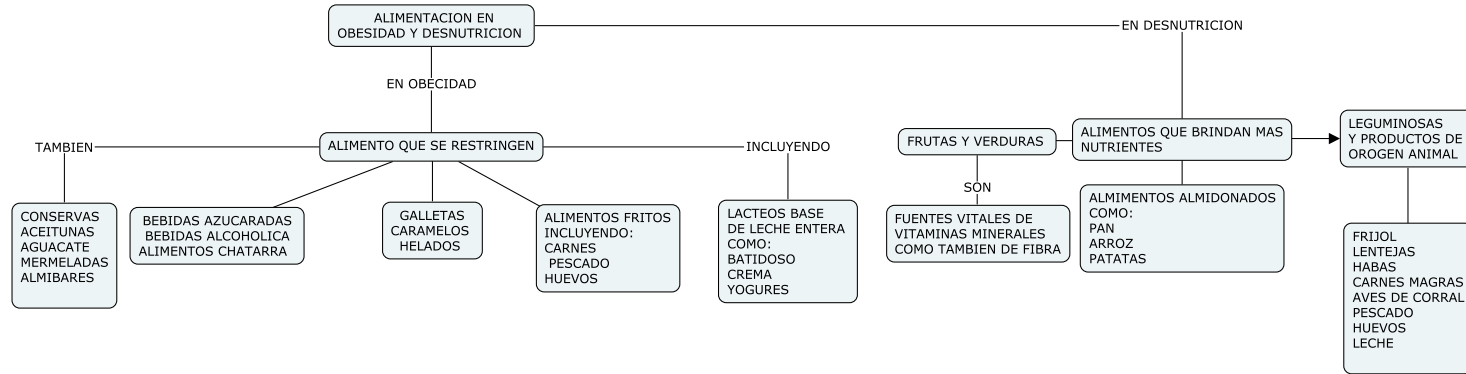 ALIMENTACION EN
OBESIDAD Y DESNUTRICION
EN DESNUTRICION
EN OBECIDAD
TAMBIEN
ALIMENTO QUE SE RESTRINGEN
INCLUYENDO
CONSERVAS
ACEITUNAS
AGUACATE
MERMELADAS
ALMIBARES
BEBIDAS AZUCARADAS
BEBIDAS ALCOHOLICA
ALIMENTOS CHATARRA
GALLETAS
CARAMELOS
HELADOS
ALIMENTOS FRITOS
INCLUYENDO:
CARNES
PESCADO
HUEVOS
LACTEOS BASE
DE LECHE ENTERA
COMO:
BATIDOSO
CREMA
YOGURES
FRUTAS Y VERDURAS
SON
FUENTES VITALES DE
VITAMINAS MINERALES
COMO TAMBIEN DE FIBRA
ALIMENTOS QUE BRINDAN MAS
NUTRIENTES
ALMIMENTOS ALMIDONADOS
COMO:
PAN
ARROZ
PATATAS
LEGUMINOSAS
Y PRODUCTOS DE
OROGEN ANIMAL
FRIJOL
LENTEJAS
HABAS
CARNES MAGRAS
AVES DE CORRAL
PESCADO
HUEVOS
LECHE